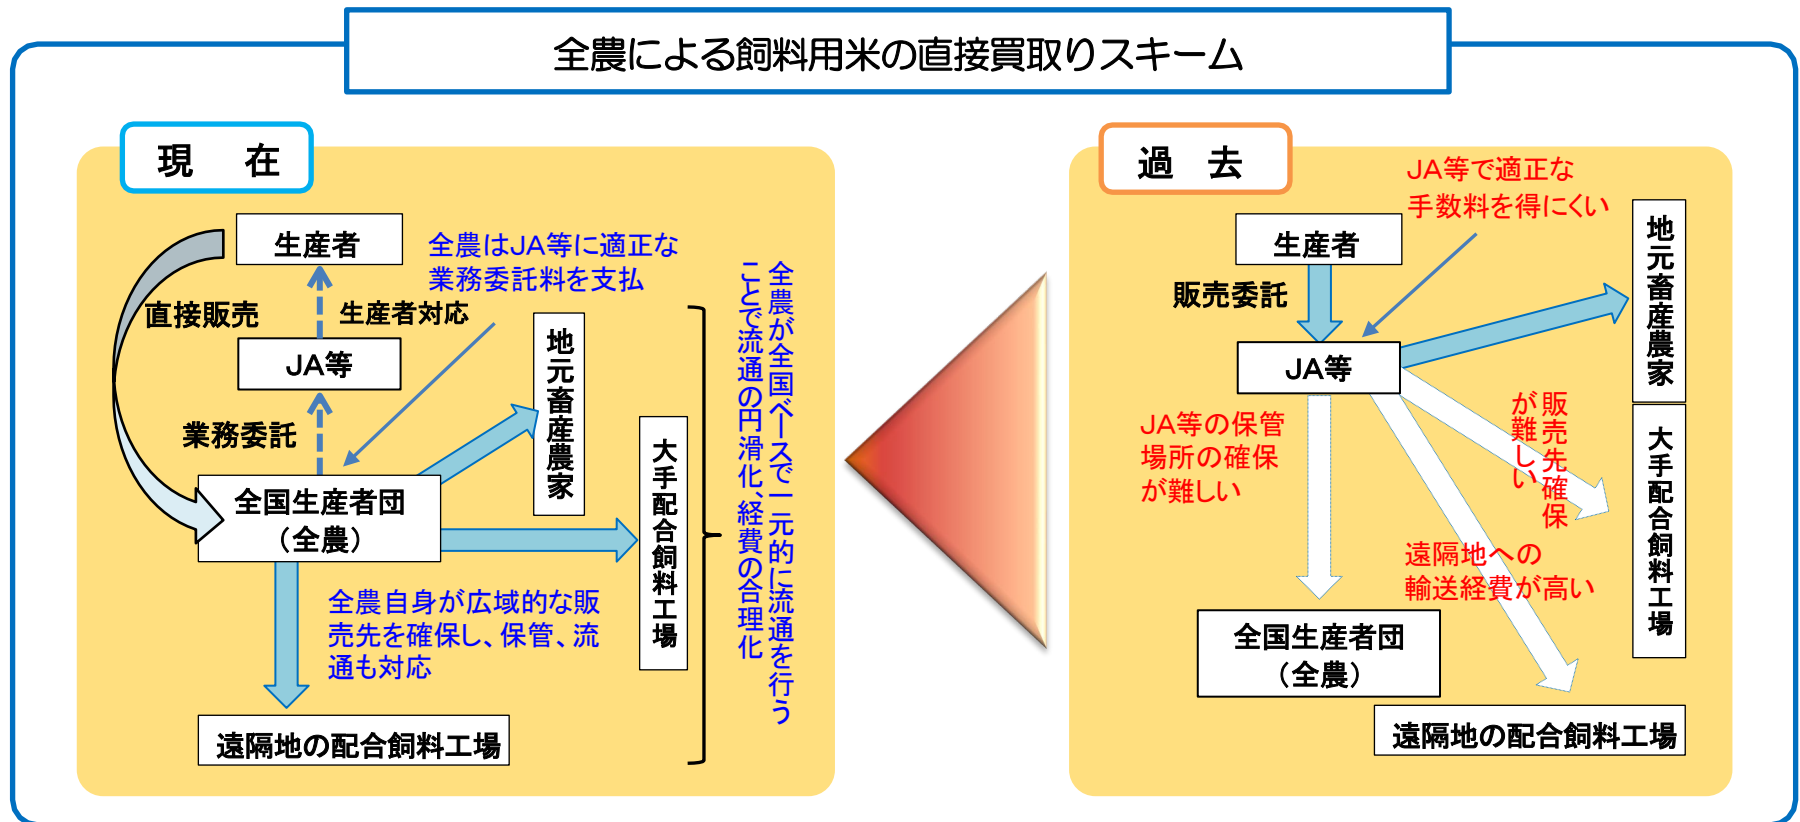 全農による飼料用米の直接買取りスキーム
現　在
生産者
全農はJA等に適正な
業務委託料を支払
直接販売
生産者対応
JA等
業務委託
全国生産者団
（全農）
地元畜産農家
大手配合飼料工場
全農が全国ベースで一元的に流通を行う
ことで流通の円滑化、経費の合理化
全農自身が広域的な販
売先を確保し、保管、流
通も対応
遠隔地の配合飼料工場
過　去
JA等で適正な
手数料を得にくい
生産者
販売委託
JA等
地元畜産農家
JA等の保管
場所の確保
が難しい
販売先確保
が難しい
大手配合飼料工場
遠隔地への
輸送経費が高い
全国生産者団
（全農）
遠隔地の配合飼料工場